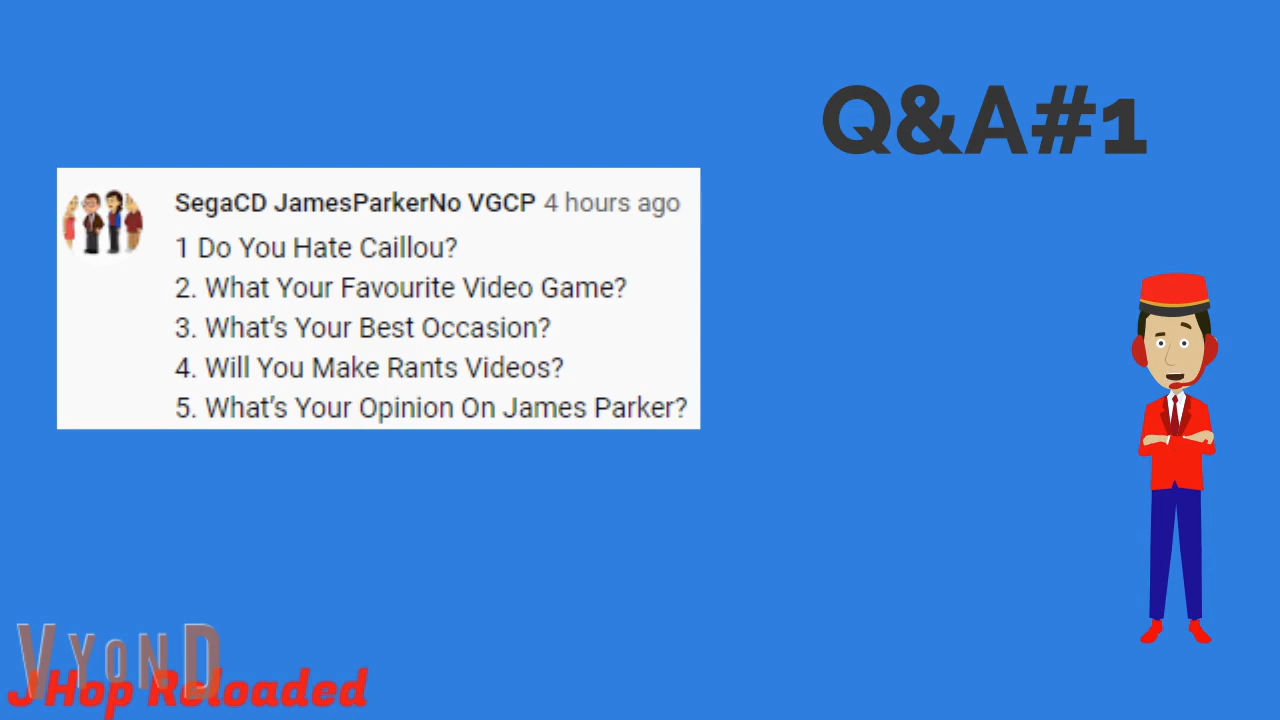 Q&A#1
SegaCD JamesParkerNo VGCP 4 hours ago
1 Do You Hate Caillou?
2. What Your Favourite Video Game?
3. What's Your Best Occasion?
4. Will You Make Rants Videos?
5. What's Your Opinion On James Parker?
VYOND
JHop Reloaded